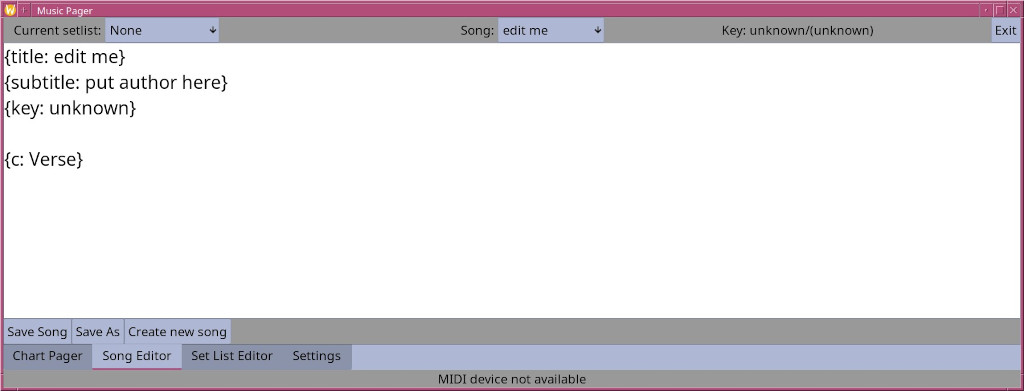 Music Pager
Current setlist: None Song: edit me Key: unknown/(unknown) Exit
{title: edit me}
{subtitle: put author here}
{key: unknown}
{c: Verse}
Save Song Save As Create new song
Chart Pager Song Editor Set List Editor Settings
MIDI device not available